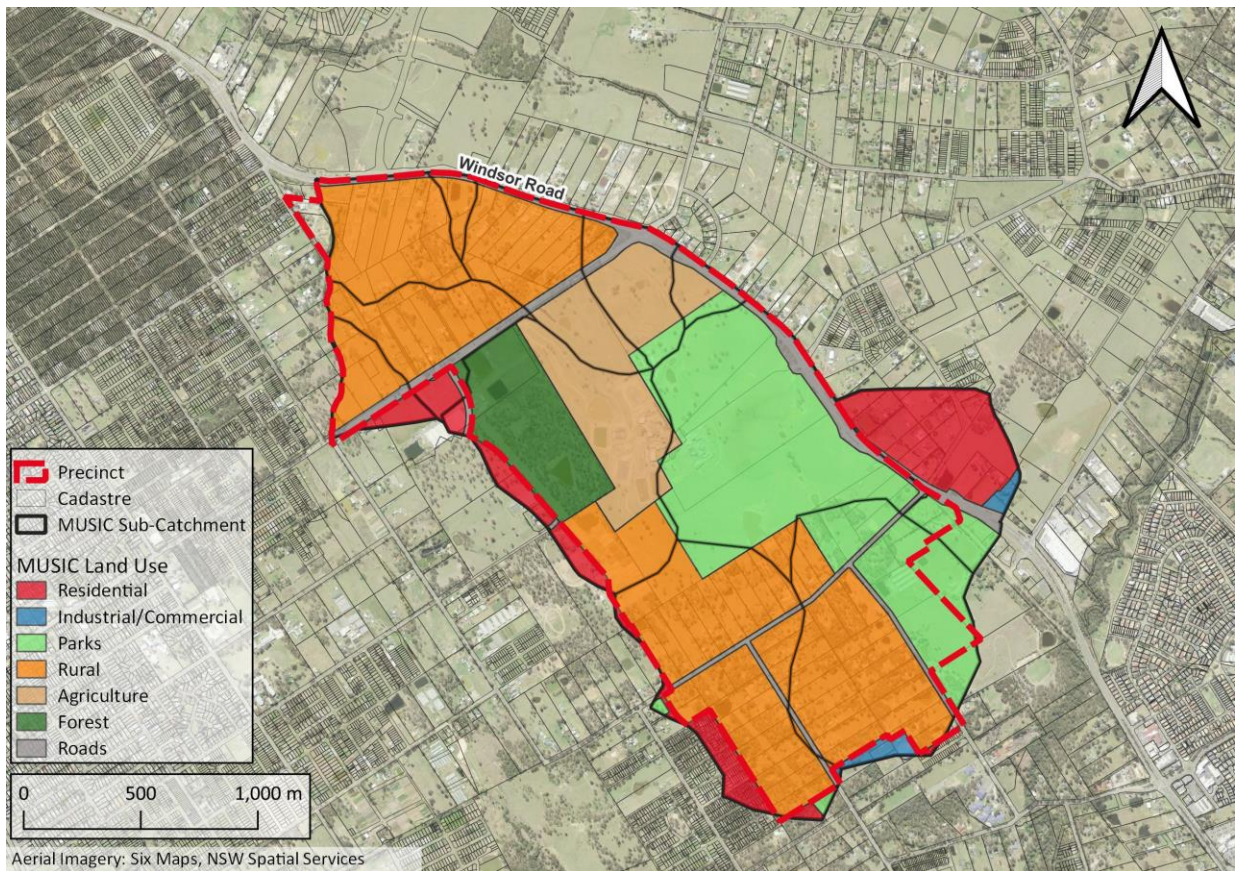 Windsor Road
Precinct
Cadastre
MUSIC Sub-Catchment
MUSIC Land Use
Residential
Industrial/Commercial
Parks
Rural
Agriculture
Forest
Roads
0 500 1,000 m
Aerial Imagery: Six Maps, NSW Spatial Services